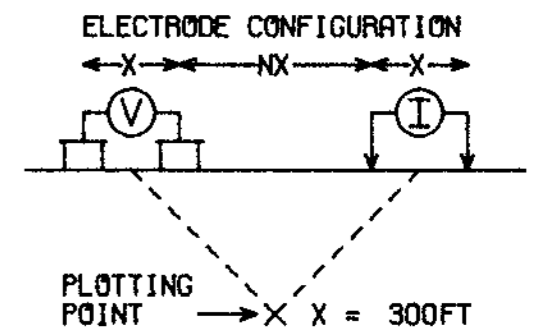 ELECTRODE CONFIGURATION
X NX X
V I
PLOTTING
POINT X X = 300FT